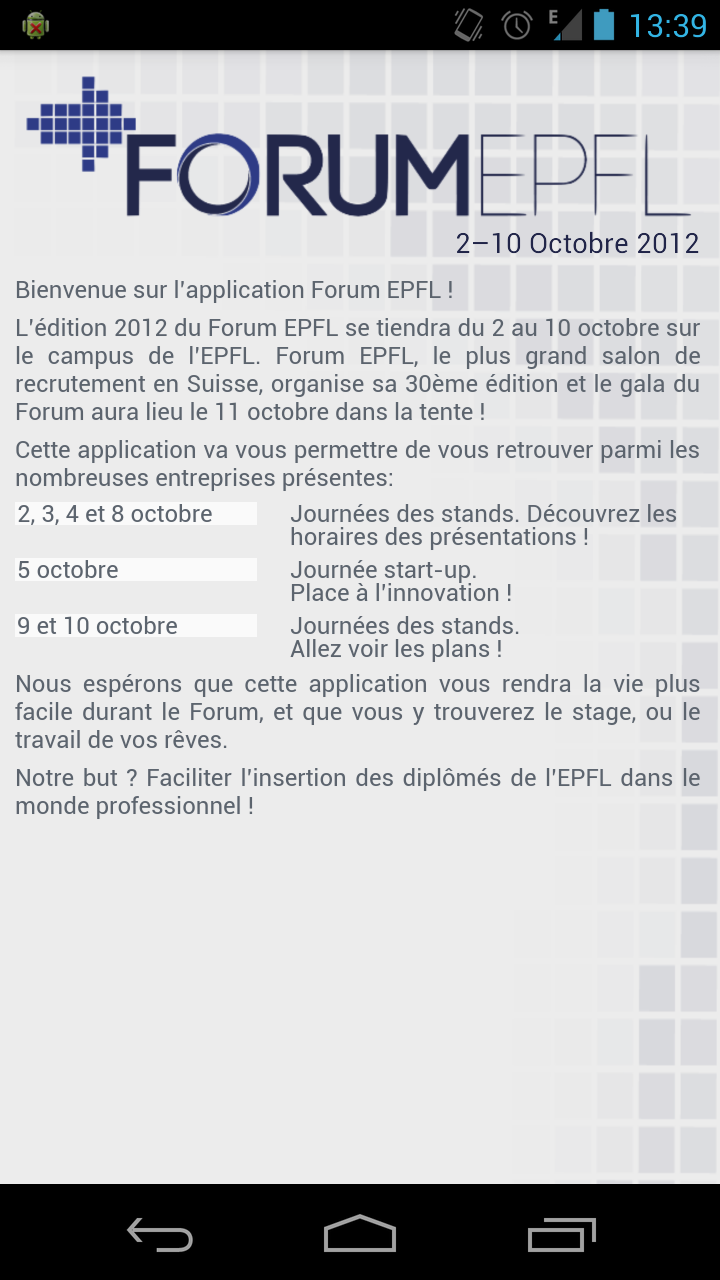 E
13:39
FORUMEPFL
2–10 Octobre 2012
Bienvenue sur l'application Forum EPFL !
L'édition 2012 du Forum EPFL se tiendra du 2 au 10 octobre sur
le campus de l'EPFL. Forum EPFL, le plus grand salon de
recrutement en Suisse, organise sa 30ème édition et le gala du
Forum aura lieu le 11 octobre dans la tente !
Cette application va vous permettre de vous retrouver parmi les
nombreuses entreprises présentes:
2, 3, 4 et 8 octobre Journées des stands. Découvrez les
horaires des présentations !
5 octobre Journée start-up.
Place à l'innovation !
9 et 10 octobre Journées des stands.
Allez voir les plans !
Nous espérons que cette application vous rendra la vie plus
facile durant le Forum, et que vous y trouverez le stage, ou le
travail de vos rêves.
Notre but ? Faciliter l'insertion des diplômés de l'EPFL dans le
monde professionnel !